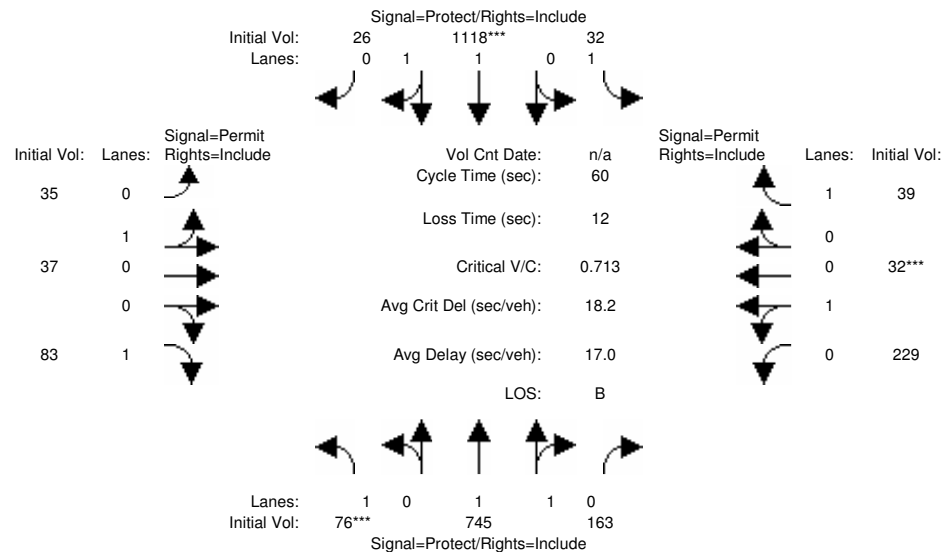 Signal=Protect/Rights=Include
Initial Vol: 26 1118*** 32
Lanes: 0 1 1 0 1
Signal=Permit
Initial Vol: Lanes: Rights=Include
Vol Cnt Date: n/a
Signal=Permit
Rights=Include Lanes: Initial Vol:
Cycle Time (sec): 60
35 0
1 39
Loss Time (sec): 12
1
0
37 0
Critical V/C: 0.713
0 32***
0
Avg Crit Del (sec/veh): 18.2
1
83 1
Avg Delay (sec/veh): 17.0
0 229
LOS: B
Lanes: 1 0 1 1 0
Initial Vol: 76*** 745 163
Signal=Protect/Rights=Include